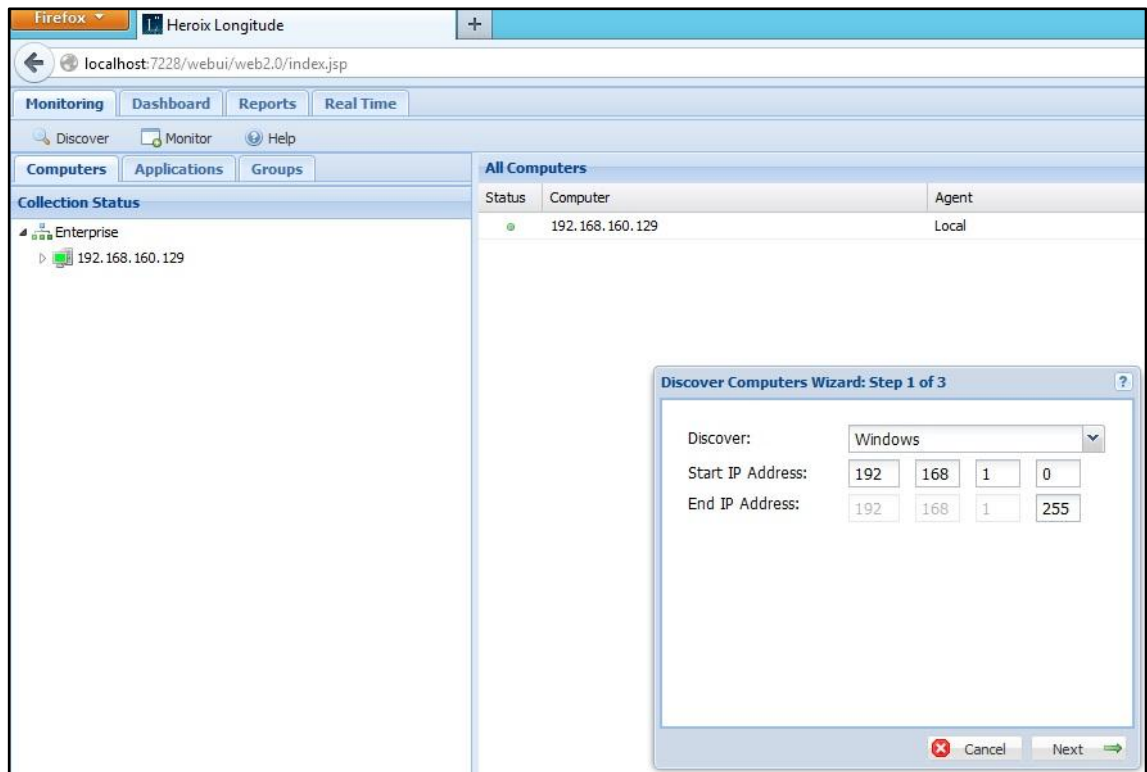 Firefox
Heroix Longitude
localhost:7228/webui/web2.0/index.jsp
Monitoring Dashboard Reports Real Time
Discover Monitor Help
Computers Applications Groups
Collection Status
Enterprise
192.168.160.129
All Computers
Status Computer Agent
192.168.160.129 Local
Discover Computers Wizard: Step 1 of 3 ?
Discover: Windows
Start IP Address: 192 168 1 0
End IP Address: 192 168 1 255
Cancel Next